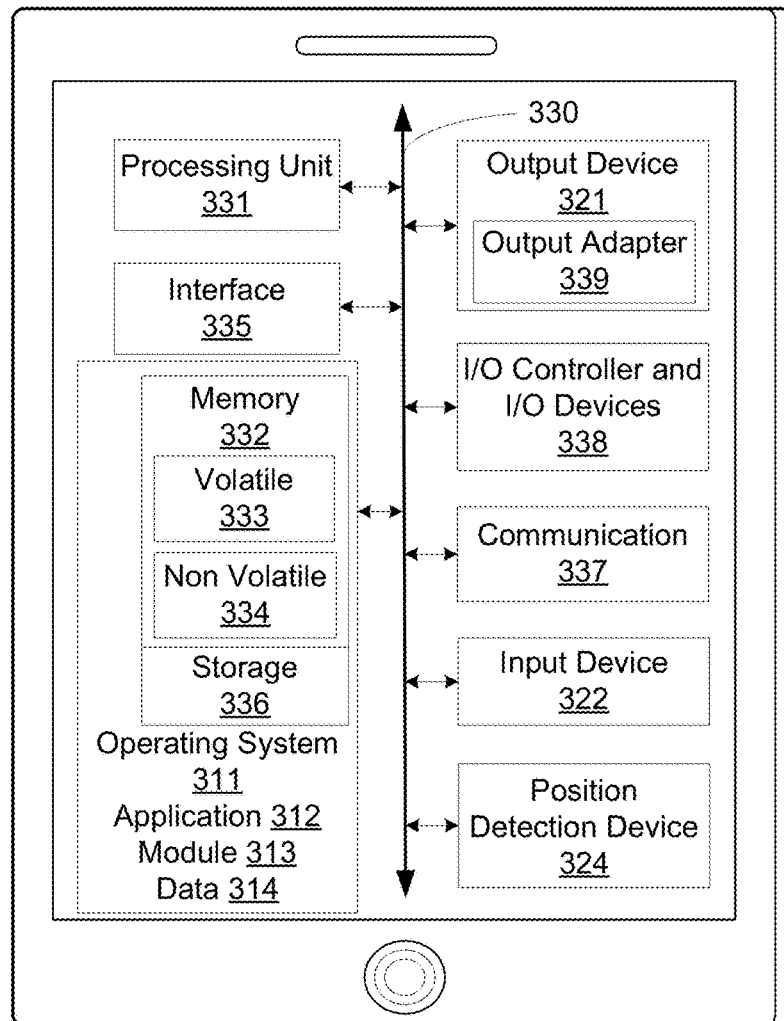 330
Processing Unit
331
Interface
335
Memory
332
Volatile
333
Non Volatile
334
Storage
336
Operating System
311
Application 312
Module 313
Data 314
Output Device
321
Output Adapter
339
I/O Controller and
I/O Devices
338
Communication
337
Input Device
322
Position
Detection Device
324